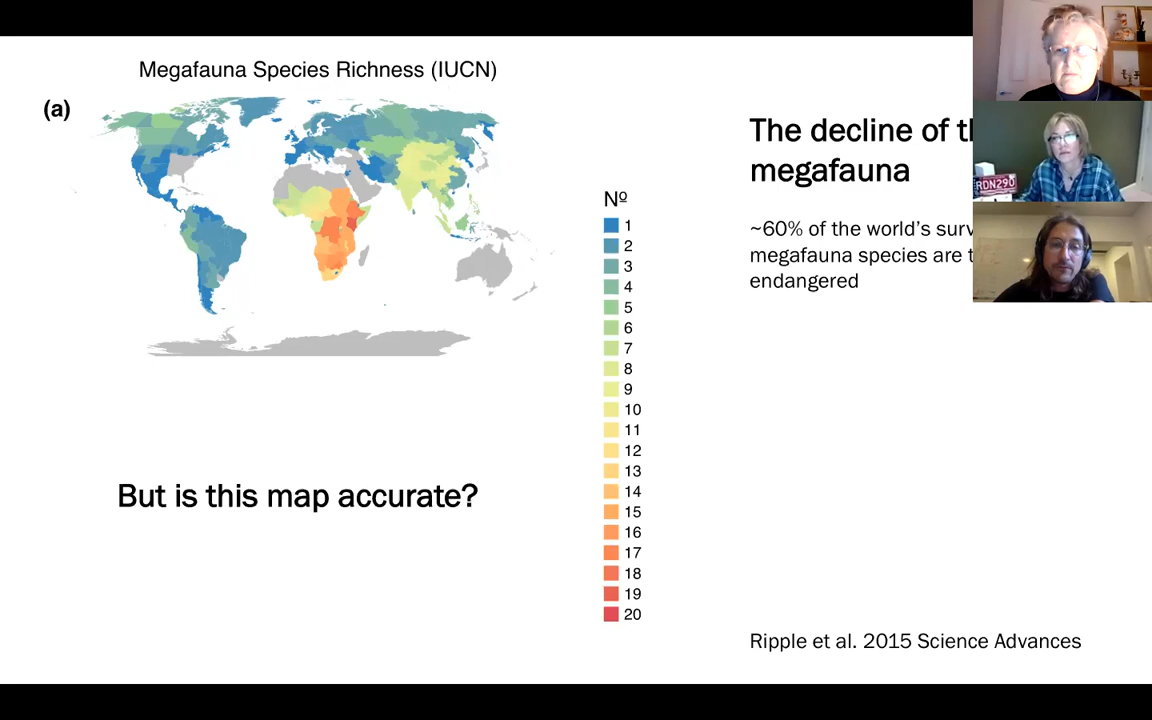 Megafauna Species Richness (IUCN)
(a)
Nº
1
2
3
4
5
6
7
8
9
10
11
12
13
14
15
16
17
18
19
20
But is this map accurate?
The decline of
megafauna
~60% of the world's
megafauna species are
endangered
Ripple et al. 2015 Science Advances
RDN290